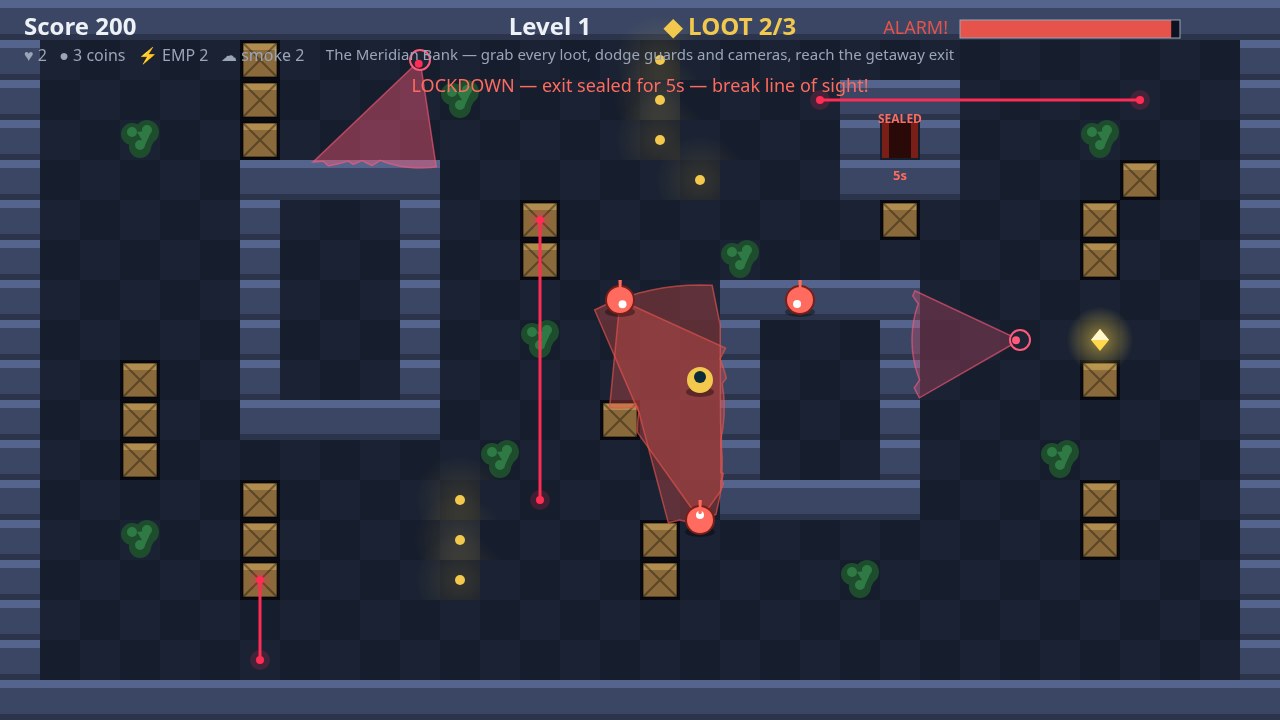 Score 200
Level 1
◆ LOOT 2/3
ALARM!
♥ 2 ● 3 coins ⚡ EMP 2 ☁ smoke 2
The Meridian Bank — grab every loot, dodge guards and cameras, reach the getaway exit
LOCKDOWN — exit sealed for 5s — break line of sight!
SEALED
5s